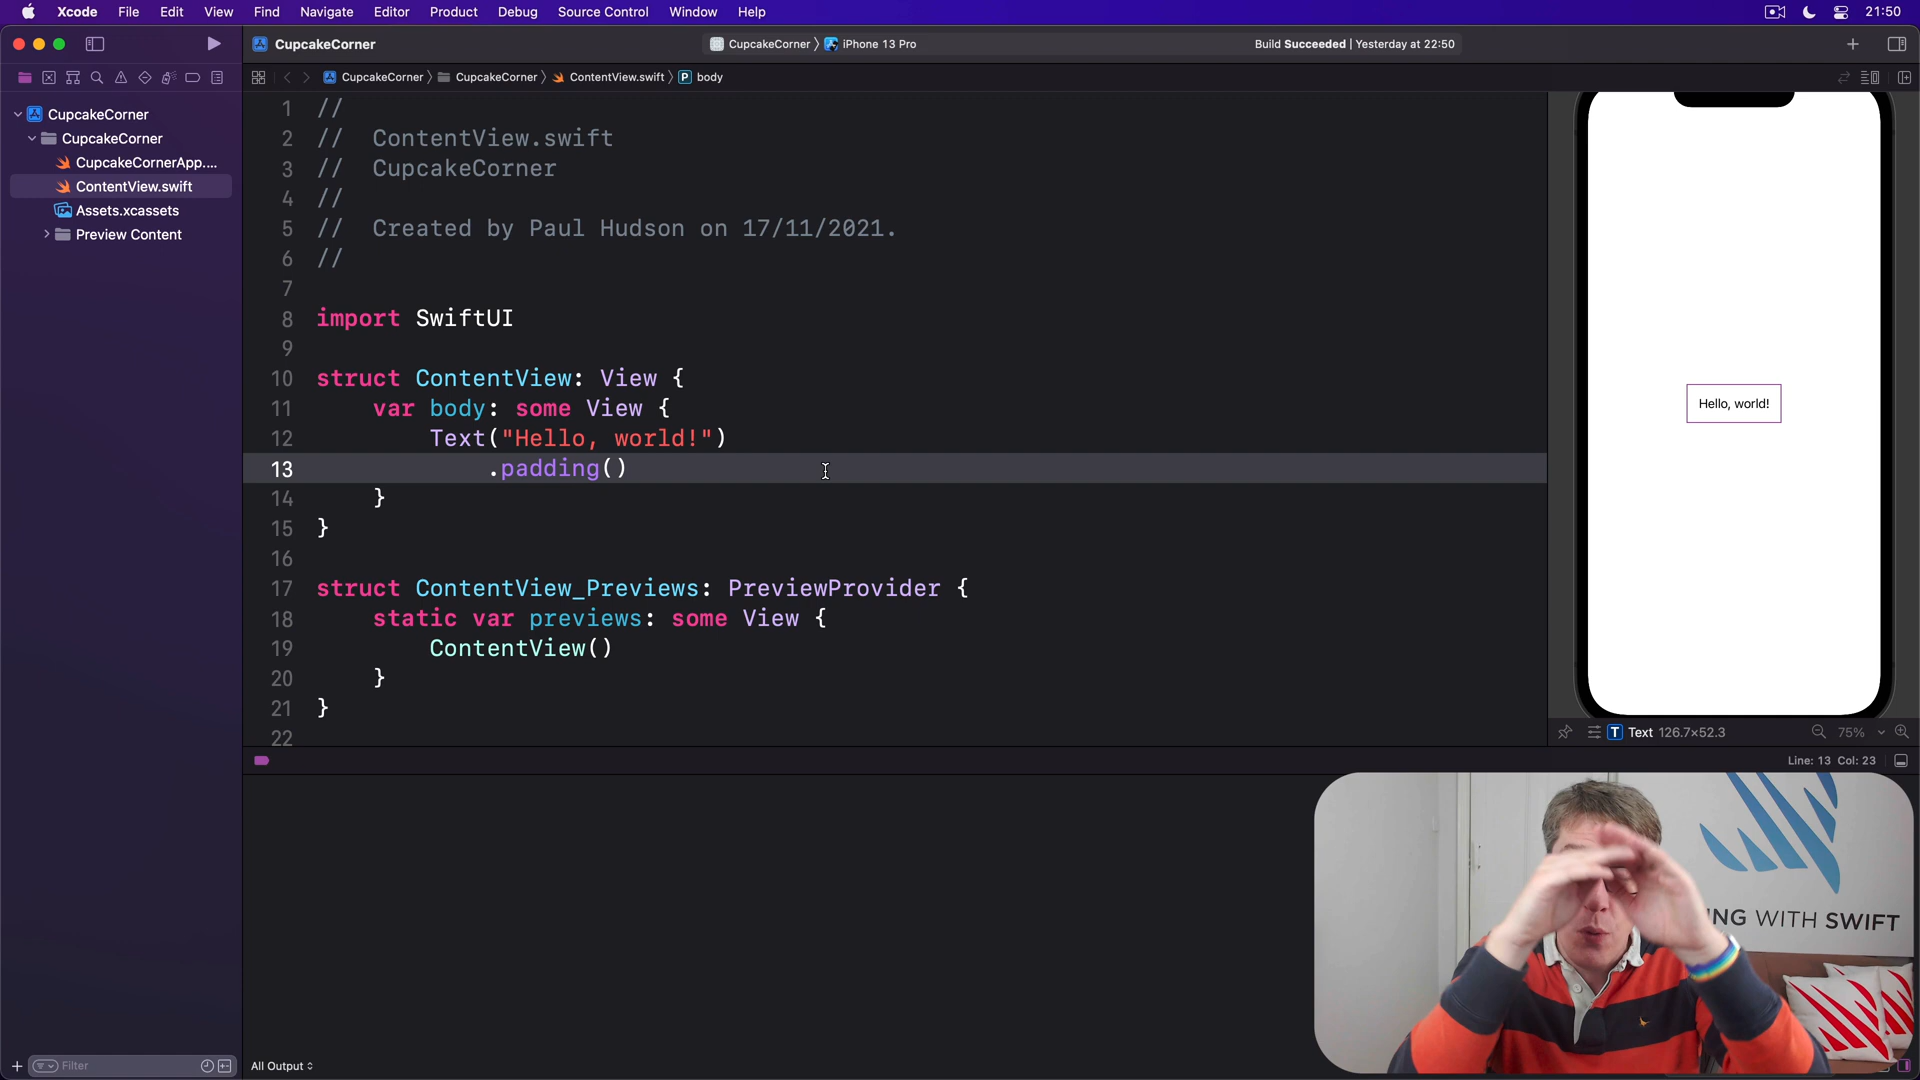 Xcode File Edit View Find Navigate Editor Product Debug Source Control Window Help 21:50
CupcakeCorner CupcakeCorner iPhone 13 Pro Build Succeeded | Yesterday at 22:50
CupcakeCorner CupcakeCorner ContentView.swift P body
CupcakeCorner
CupcakeCorner
CupcakeCornerApp....
ContentView.swift
Assets.xcassets
Preview Content
1 //
2 //  ContentView.swift
3 //  CupcakeCorner
4 //
5 //  Created by Paul Hudson on 17/11/2021.
6 //
7
8 import SwiftUI
9
10 struct ContentView: View {
11     var body: some View {
12         Text("Hello, world!")
13             .padding()
14     }
15 }
16
17 struct ContentView_Previews: PreviewProvider {
18     static var previews: some View {
19         ContentView()
20     }
21 }
22
Hello, world!
T Text 126.7×52.3 75%
Line: 13 Col: 23
NG WITH SWIFT
Filter
All Output